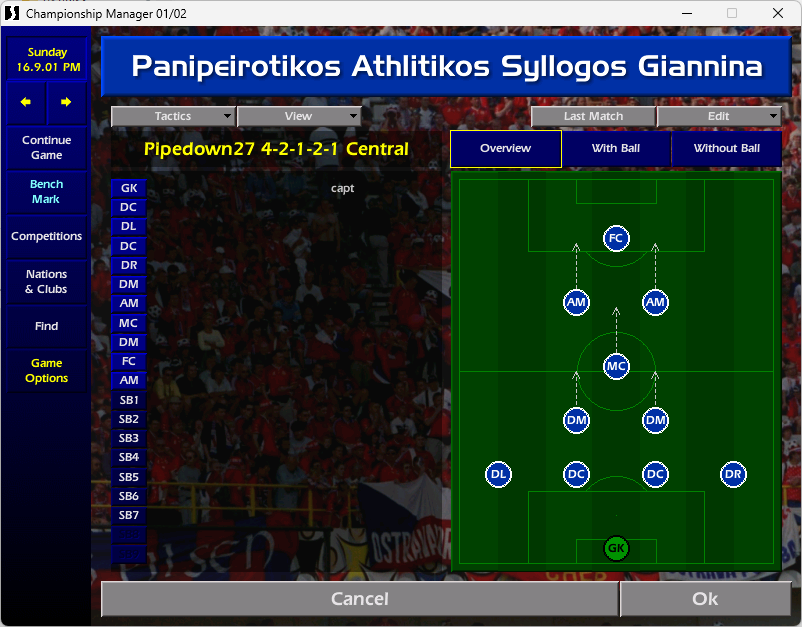 Championship Manager 01/02
Sunday
16.9.01 PM
Panipeirotikos Athlitikos Syllogos Giannina
Continue
Game
Bench
Mark
Competitions
Nations
& Clubs
Find
Game
Options
Tactics
View
Last Match
Edit
Pipedown27 4-2-1-2-1 Central
Overview
With Ball
Without Ball
GK
capt
DC
DL
DC
DR
DM
AM
MC
DM
FC
AM
SB1
SB2
SB3
SB4
SB5
SB6
SB7
FC
AM
AM
MC
DM
DM
DL
DC
DC
DR
GK
Cancel
Ok